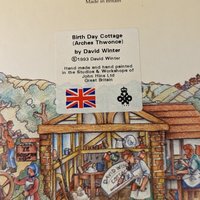 Made in Britain
Birth Day Cottage
(Arches Thwonce)
by David Winter
©1993 David Winter
Hand made and hand painted
in the Studios & Workshops of
John Hine Ltd
Great Britain